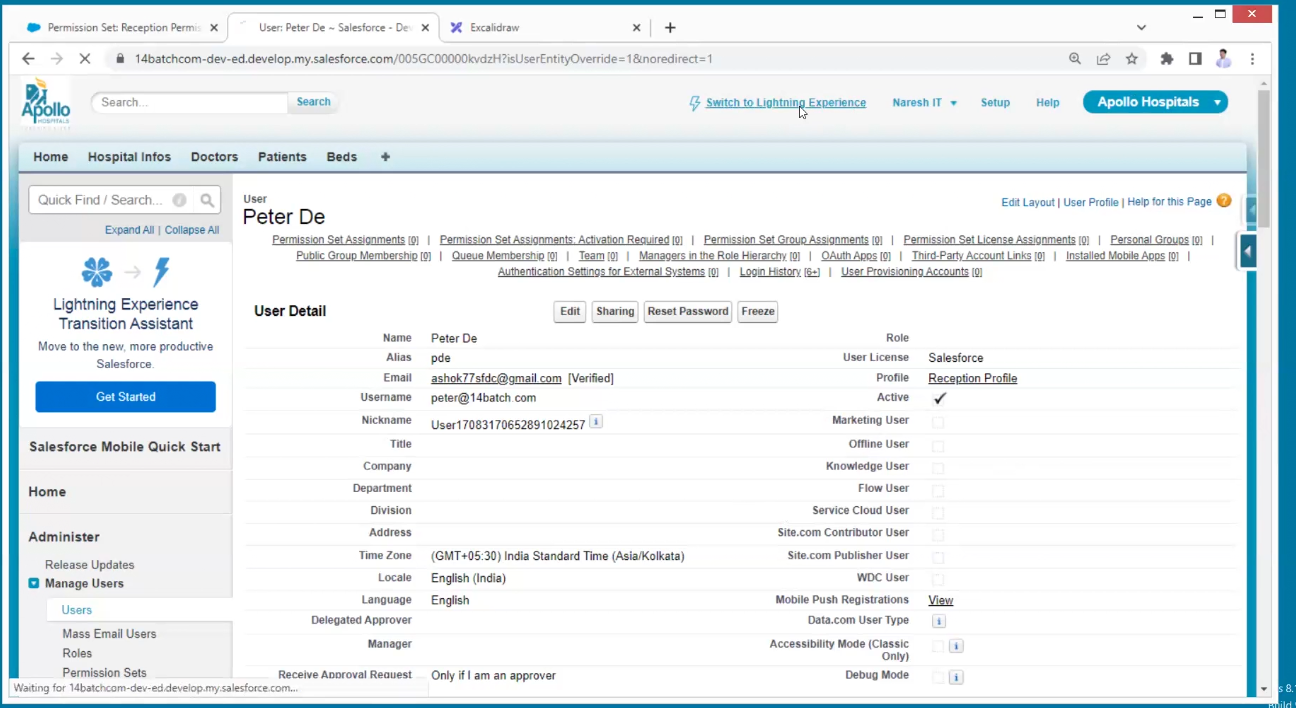 Permission Set: Reception Permis
User: Peter De ~ Salesforce - Dev
Excalidraw
14batchcom-dev-ed.develop.my.salesforce.com/005GC00000kvdzH?isUserEntityOverride=1&noredirect=1
Apollo
HOSPITALS
Search...
Search
Switch to Lightning Experience
Naresh IT
Setup
Help
Apollo Hospitals
Home
Hospital Infos
Doctors
Patients
Beds
Quick Find / Search...
Expand All | Collapse All
Lightning Experience
Transition Assistant
Move to the new, more productive
Salesforce.
Get Started
Salesforce Mobile Quick Start
Home
Administer
Release Updates
Manage Users
Users
Mass Email Users
Roles
Permission Sets
User
Peter De
Edit Layout | User Profile | Help for this Page
Permission Set Assignments [0] | Permission Set Assignments: Activation Required [0] | Permission Set Group Assignments [0] | Permission Set License Assignments [0] | Personal Groups [0] |
Public Group Membership [0] | Queue Membership [0] | Team [0] | Managers in the Role Hierarchy [0] | OAuth Apps [0] | Third-Party Account Links [0] | Installed Mobile Apps [0] |
Authentication Settings for External Systems [0] | Login History [6+] | User Provisioning Accounts [0]
User Detail
Edit
Sharing
Reset Password
Freeze
Name Peter De
Role
Alias pde
User License Salesforce
Email ashok77sfdc@gmail.com [Verified]
Profile Reception Profile
Username peter@14batch.com
Active
Nickname User17083170652891024257
Marketing User
Title
Offline User
Company
Knowledge User
Department
Flow User
Division
Service Cloud User
Address
Site.com Contributor User
Time Zone (GMT+05:30) India Standard Time (Asia/Kolkata)
Site.com Publisher User
Locale English (India)
WDC User
Language English
Mobile Push Registrations View
Delegated Approver
Data.com User Type
Manager
Accessibility Mode (Classic
Only)
Receive Approval Request Only if I am an approver
Debug Mode
Waiting for 14batchcom-dev-ed.develop.my.salesforce.com...